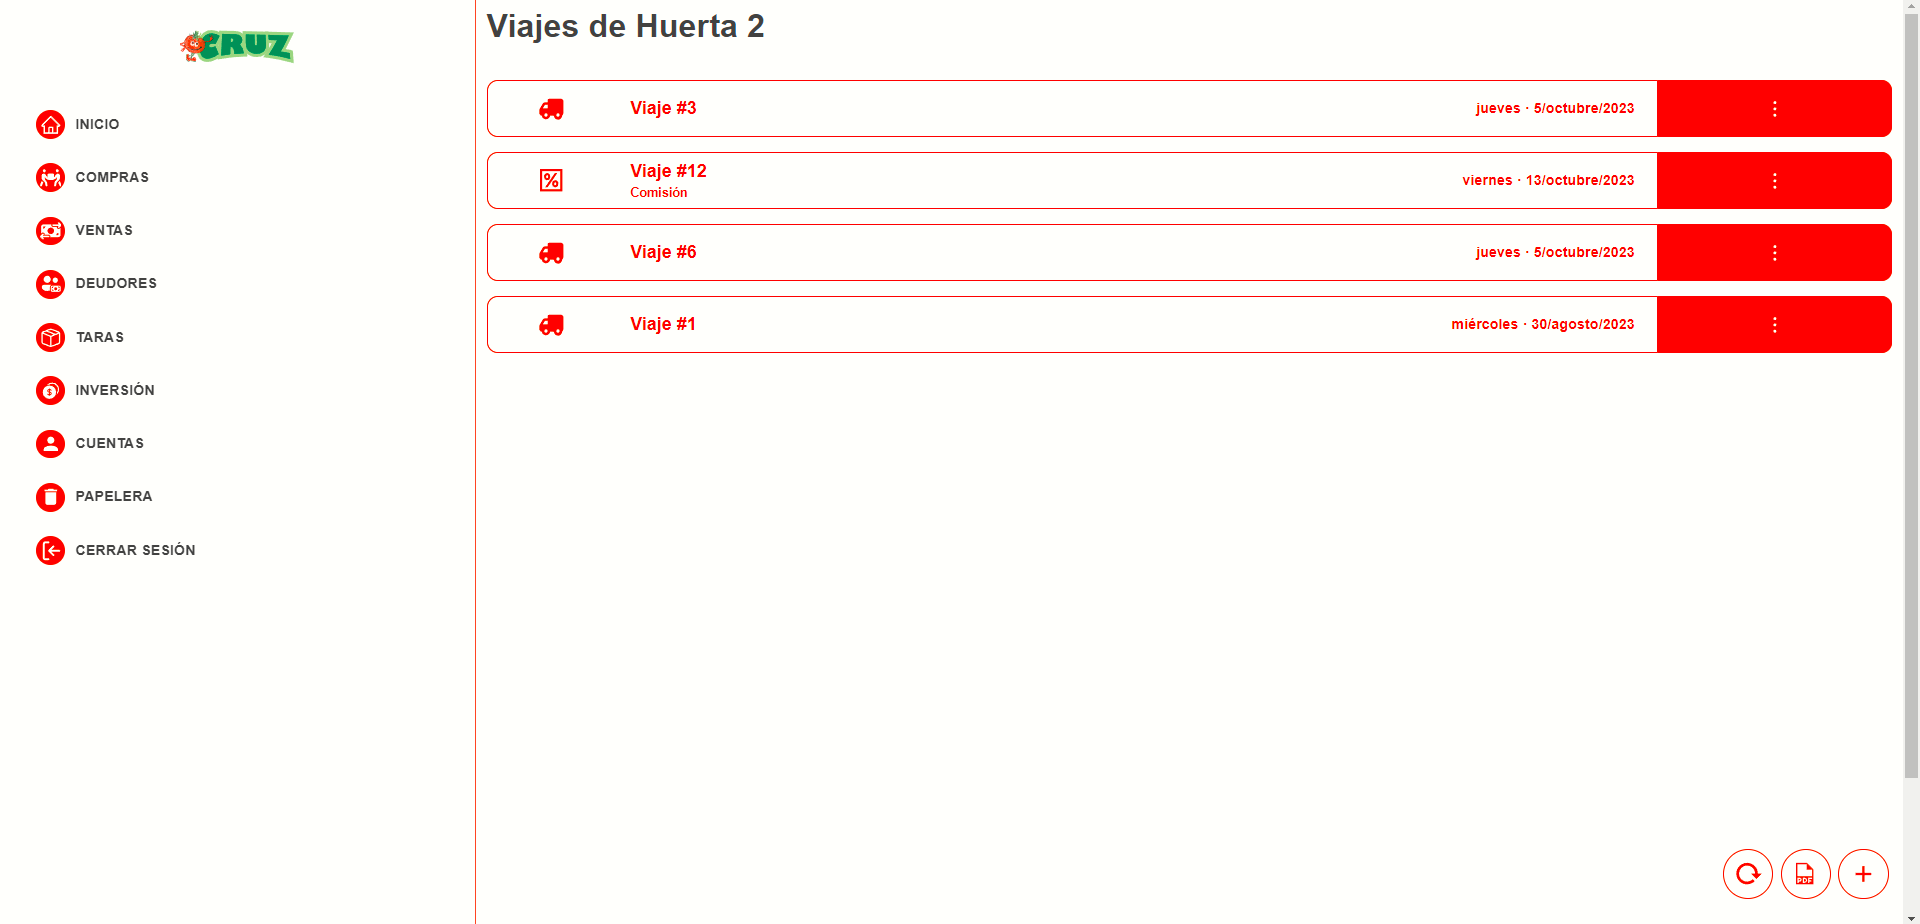 CRUZ
INICIO
COMPRAS
VENTAS
DEUDORES
TARAS
INVERSIÓN
CUENTAS
PAPELERA
CERRAR SESIÓN
Viajes de Huerta 2
Viaje #3
jueves · 5/octubre/2023
Viaje #12
Comisión
viernes · 13/octubre/2023
Viaje #6
jueves · 5/octubre/2023
Viaje #1
miércoles · 30/agosto/2023
PDF